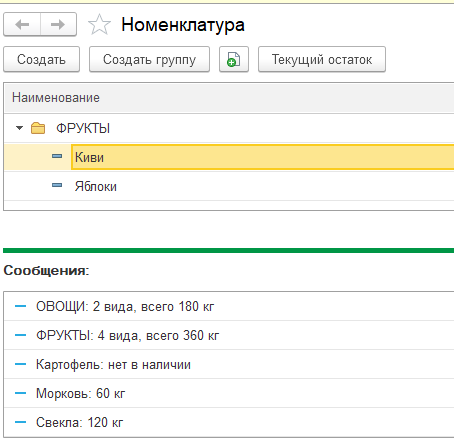 Номенклатура
Создать Создать группу Текущий остаток
Наименование
ФРУКТЫ
Киви
Яблоки
Сообщения:
ОВОЩИ: 2 вида, всего 180 кг
ФРУКТЫ: 4 вида, всего 360 кг
Картофель: нет в наличии
Морковь: 60 кг
Свекла: 120 кг